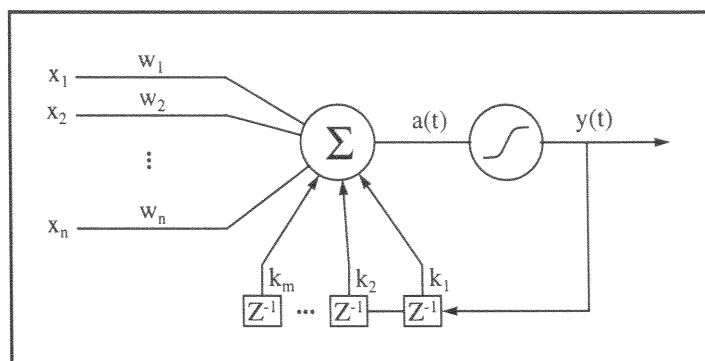 x₁ w₁
x₂ w₂
⋮
xₙ wₙ
Σ
a(t)
y(t)
kₘ k₂ k₁
Z⁻¹ ... Z⁻¹ Z⁻¹